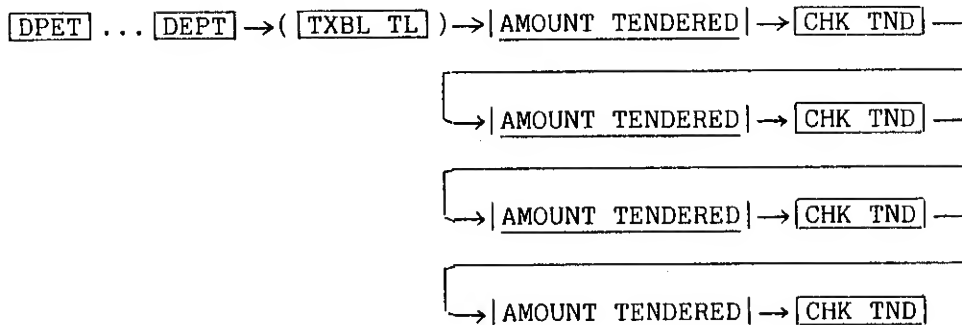 DPET ... DEPT →( TXBL TL )→| AMOUNT TENDERED |→ CHK TND
→| AMOUNT TENDERED |→ CHK TND
→| AMOUNT TENDERED |→ CHK TND
→| AMOUNT TENDERED |→ CHK TND